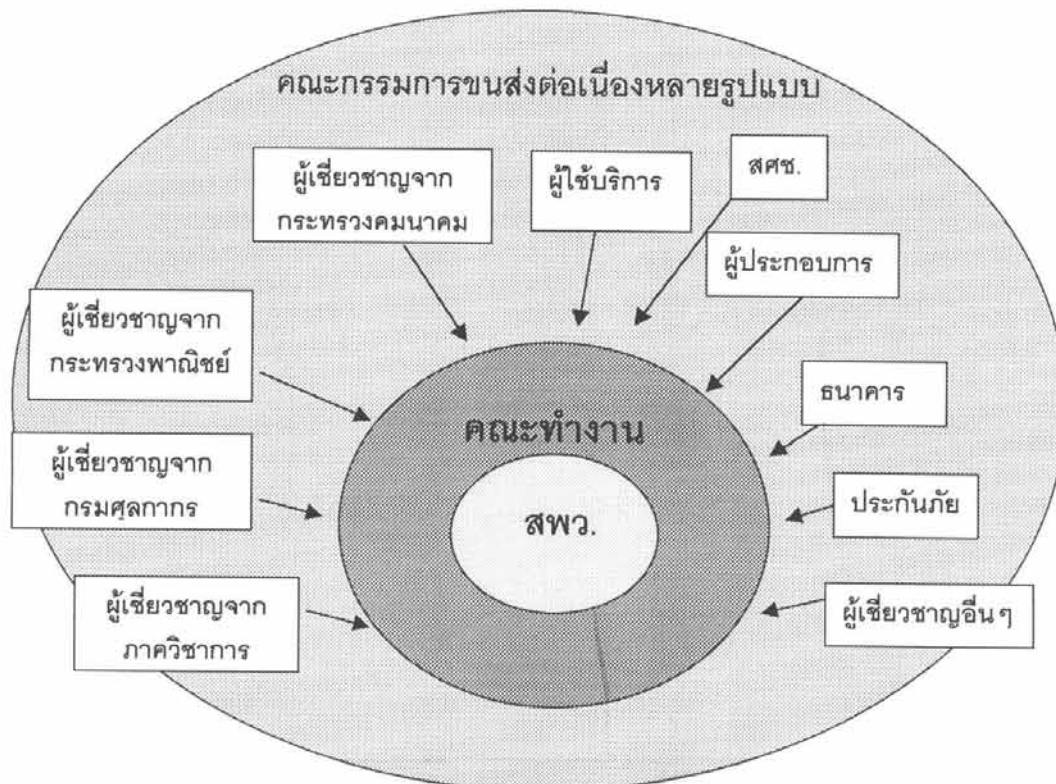 คณะกรรมการขนส่งต่อเนื่องหลายรูปแบบ
ผู้เชี่ยวชาญจาก
กระทรวงคมนาคม
ผู้ใช้บริการ
สศช.
ผู้ประกอบการ
ผู้เชี่ยวชาญจาก
กระทรวงพาณิชย์
ธนาคาร
คณะทำงาน
ผู้เชี่ยวชาญจาก
กรมศุลกากร
สพว.
ประกันภัย
ผู้เชี่ยวชาญจาก
ภาควิชาการ
ผู้เชี่ยวชาญอื่นๆ